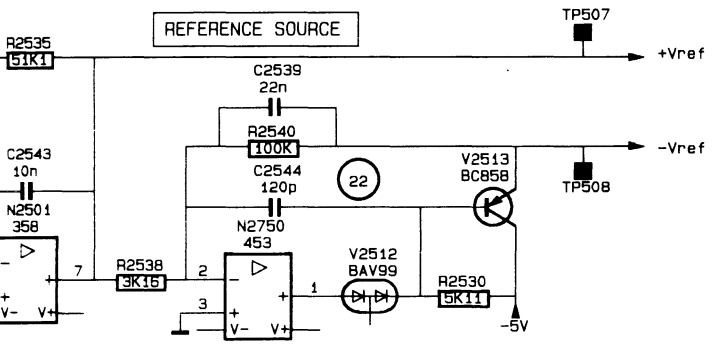 REFERENCE SOURCE
TP507
R2535
51K1
+Vref
C2539
22n
R2540
100K
-Vref
C2543
10n
C2544
120p
22
V2513
BC858
TP508
N2501
358
N2750
453
7
R2538
3K16
2
-
V2512
BAV99
1
+
R2530
5K11
3
+
-
+
+
V-
V+
V-
V+
-5V